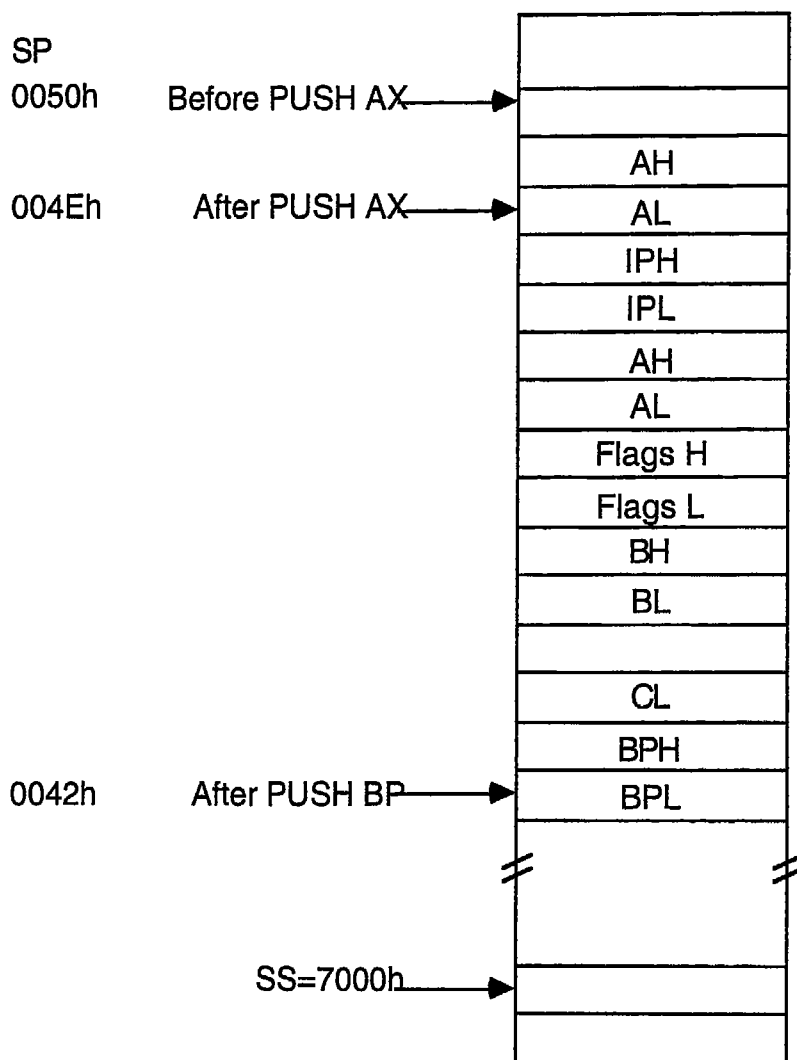 SP
0050h Before PUSH AX
AH
004Eh After PUSH AX AL
IPH
IPL
AH
AL
Flags H
Flags L
BH
BL
CL
BPH
0042h After PUSH BP BPL
SS=7000h